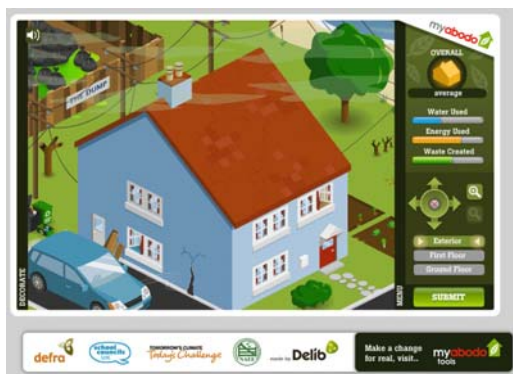 myabodo
OVERALL
average
THE DUMP
Water Used
Energy Used
Waste Created
Exterior
First Floor
Ground Floor
DECORATE
MENU
SUBMIT
defra
school
councils
UK
TOMORROW'S CLIMATE
Today's Challenge
made by Delib
Make a change
for real, visit..
myabodo
tools